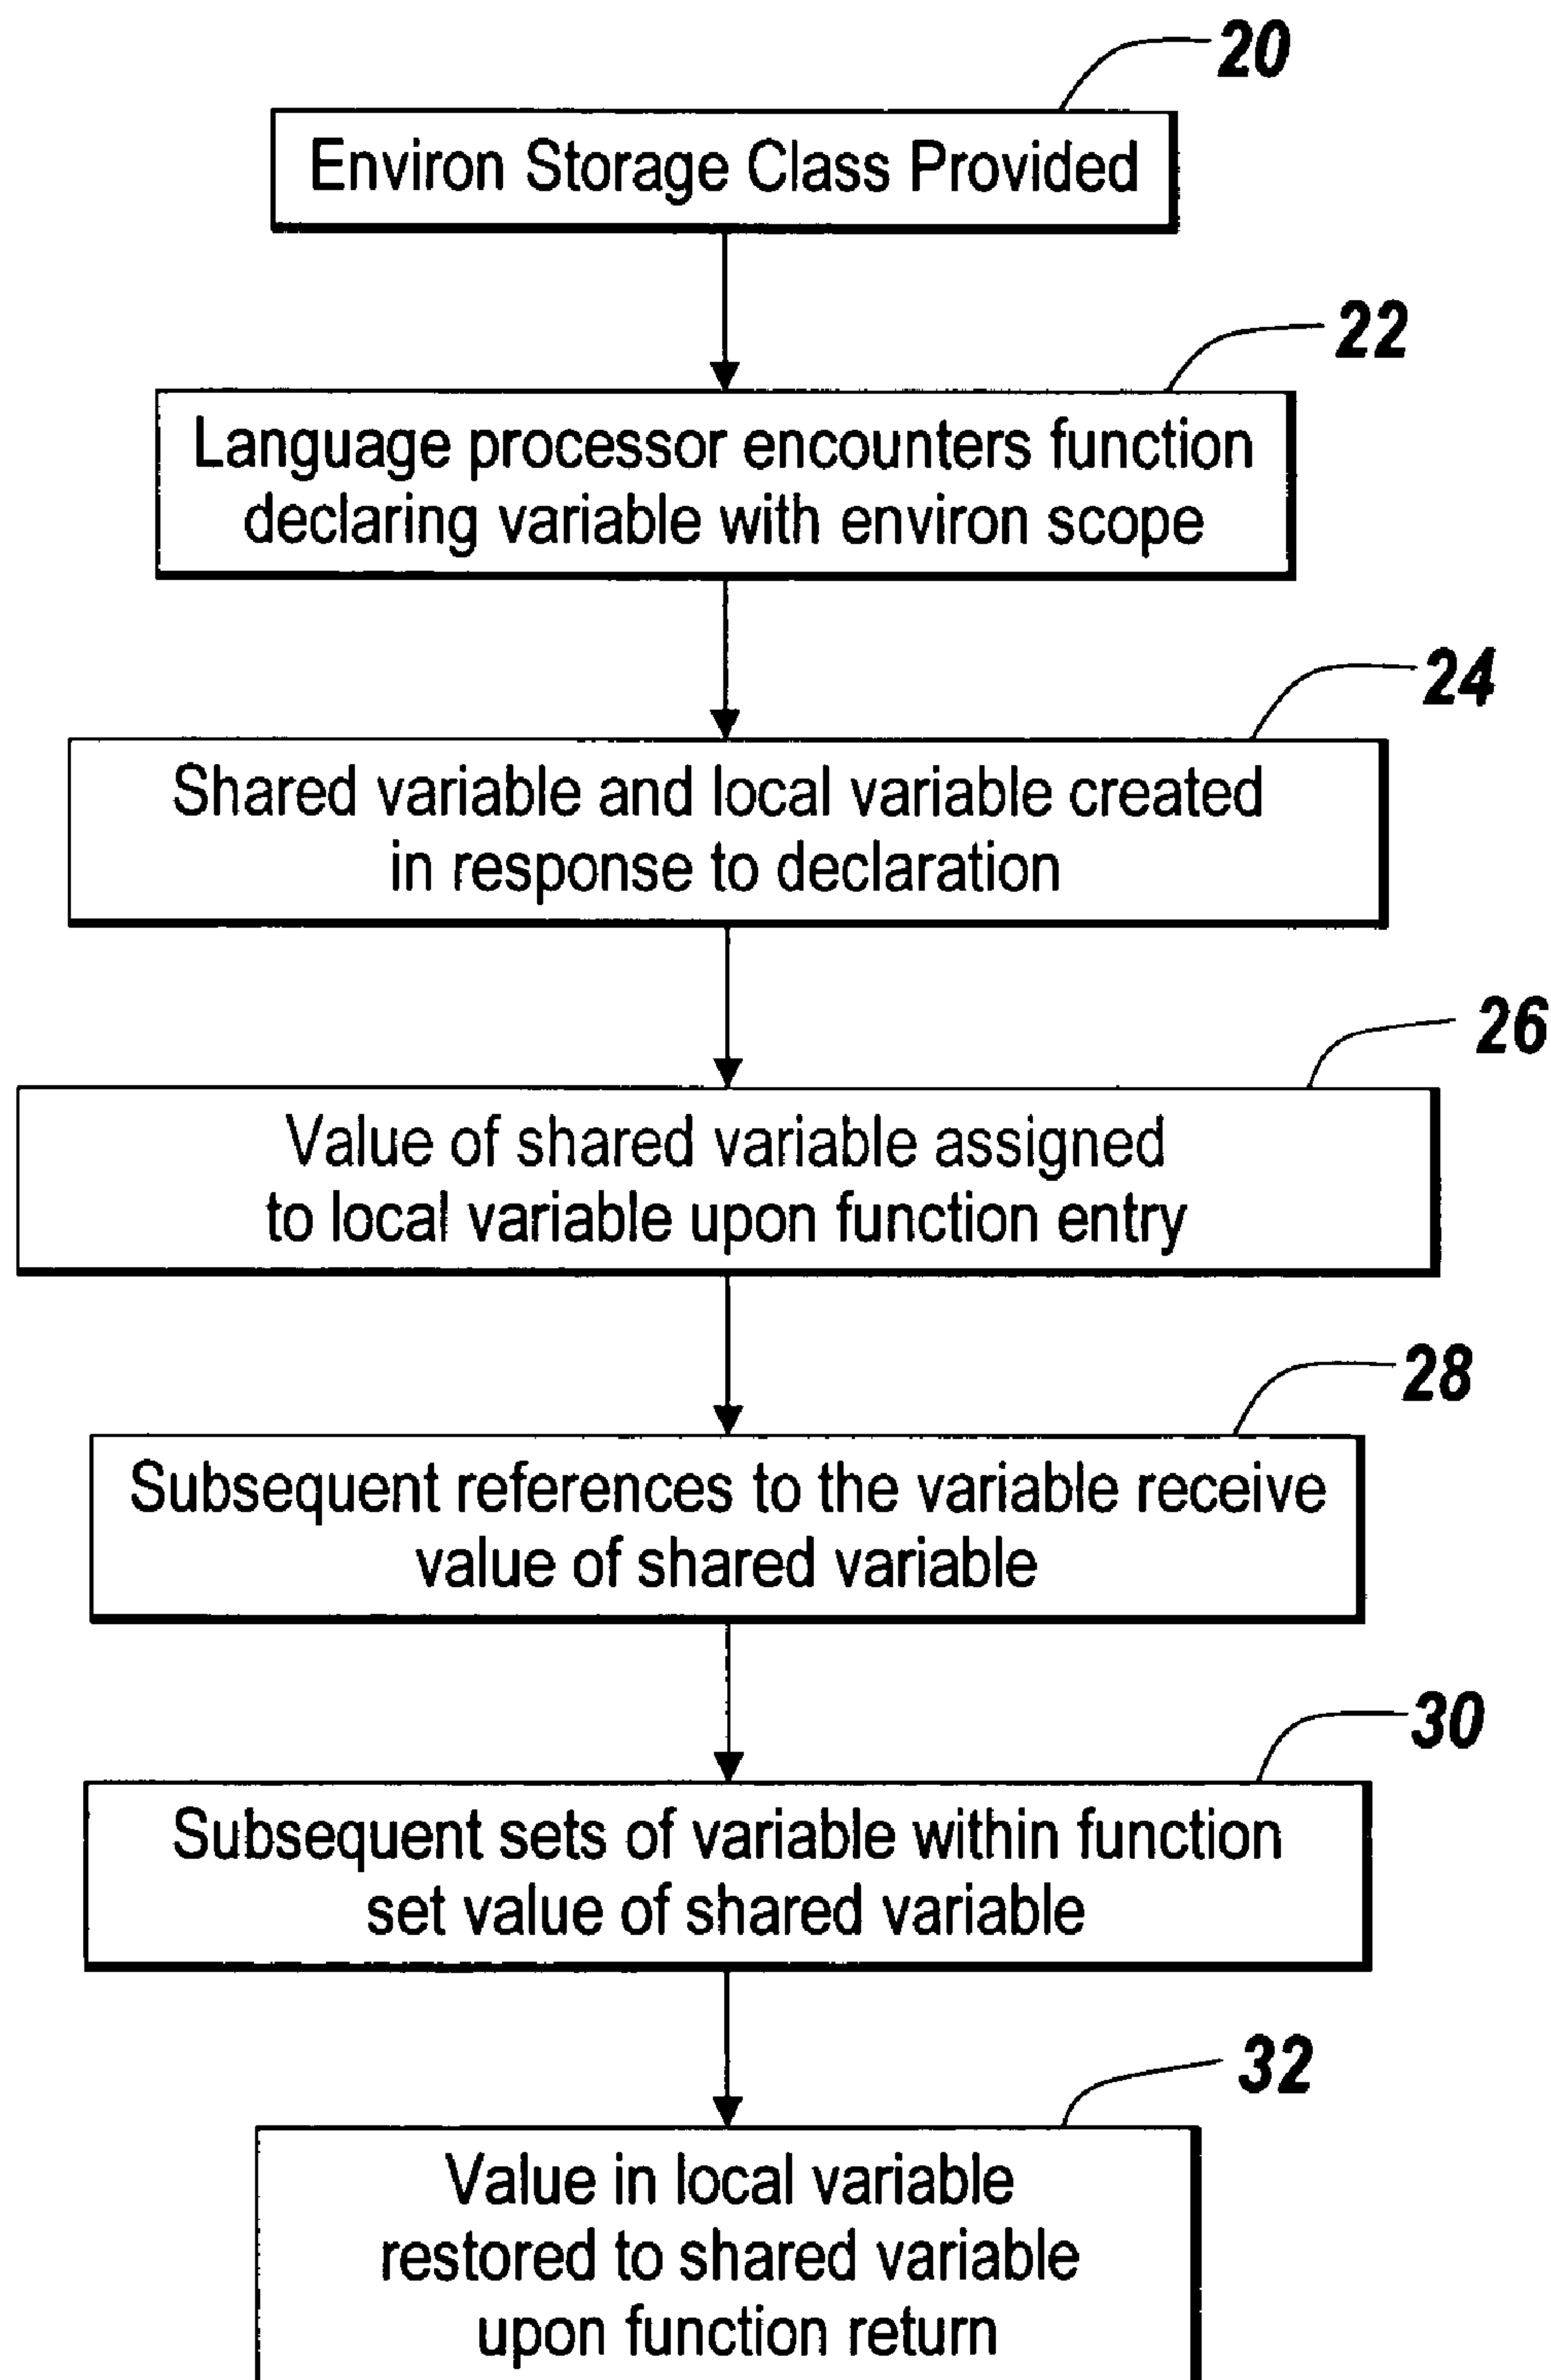 20
Environ Storage Class Provided
22
Language processor encounters function
declaring variable with environ scope
24
Shared variable and local variable created
in response to declaration
26
Value of shared variable assigned
to local variable upon function entry
28
Subsequent references to the variable receive
value of shared variable
30
Subsequent sets of variable within function
set value of shared variable
32
Value in local variable
restored to shared variable
upon function return